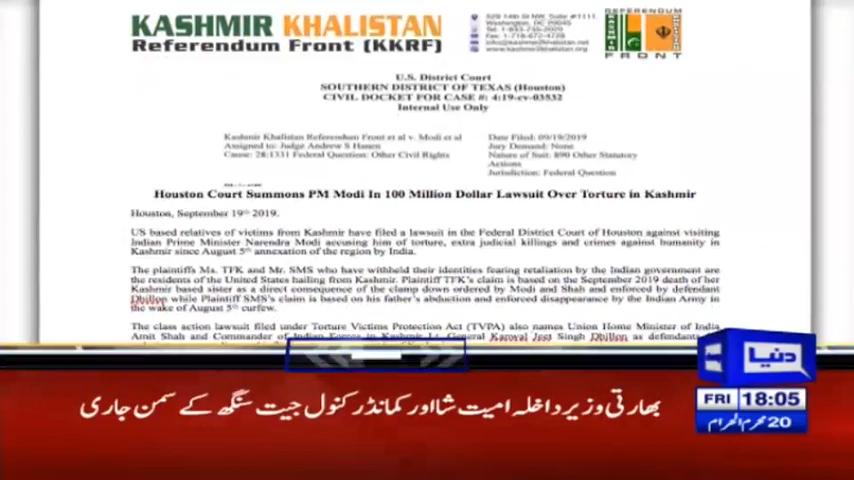 KASHMIR KHALISTAN
Referendum Front (KKRF)
529 14th St NW, Suite #1111
Washington, DC 20045
REFERENDUM
FRONT
U.S. District Court
SOUTHERN DISTRICT OF TEXAS (Houston)
CIVIL DOCKET FOR CASE #: 4:19-cv-03532
Internal Use Only
Kashmir Khalistan Referendum Front et al v. Modi et al
Assigned to: Judge Andrew S Hanen
Cause: 28:1331 Federal Question: Other Civil Rights
Date Filed: 09/19/2019
Jury Demand: None
Nature of Suit: 890 Other Statutory
Actions
Jurisdiction: Federal Question
Houston Court Summons PM Modi In 100 Million Dollar Lawsuit Over Torture in Kashmir
Houston, September 19th 2019.
US based relatives of victims from Kashmir have filed a lawsuit in the Federal District Court of Houston against visiting
Indian Prime Minister Narendra Modi accusing him of torture, extra judicial killings and crimes against humanity in
Kashmir since August 5th annexation of the region by India.
The plaintiffs Ms. TFK and Mr. SMS who have withheld their identities fearing retaliation by the Indian government are
the residents of the United States hailing from Kashmir. Plaintiff TFK's claim is based on the September 2019 death of her
Kashmir based sister as a direct consequence of the clamp down ordered by Modi and Shah and enforced by defendant
Dhillon while Plaintiff SMS's claim is based on his father's abduction and enforced disappearance by the Indian Army in
the wake of August 5th curfew.
The class action lawsuit filed under Torture Victims Protection Act (TVPA) also names Union Home Minister of India
Amit Shah and Commander of Indian Forces in Kashmir Lt. General Kanwal Jeet Singh Dhillon as defendants
دنیا
FRI 18:05
20 محرم الحرام
بھارتی وزیر داخلہ امیت شا اور کمانڈر کنول جیت سنگھ کے سمن جاری